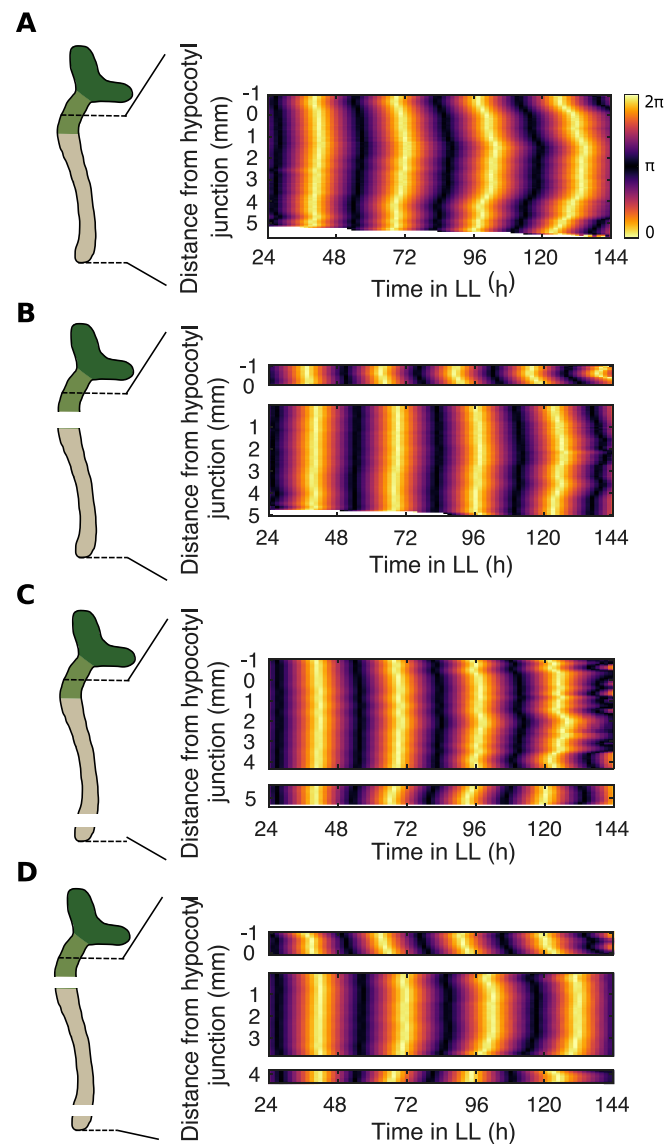 A
Distance from hypocotyl
junction (mm)
-1
0
1
2
3
4
5
2π
π
0
24 48 72 96 120 144
Time in LL (h)
B
Distance from hypocotyl
junction (mm)
-1
0
1
2
3
4
5
24 48 72 96 120 144
Time in LL (h)
C
Distance from hypocotyl
junction (mm)
-1
0
1
2
3
4
5
24 48 72 96 120 144
Time in LL (h)
D
Distance from hypocotyl
junction (mm)
-1
0
1
2
3
4
24 48 72 96 120 144
Time in LL (h)